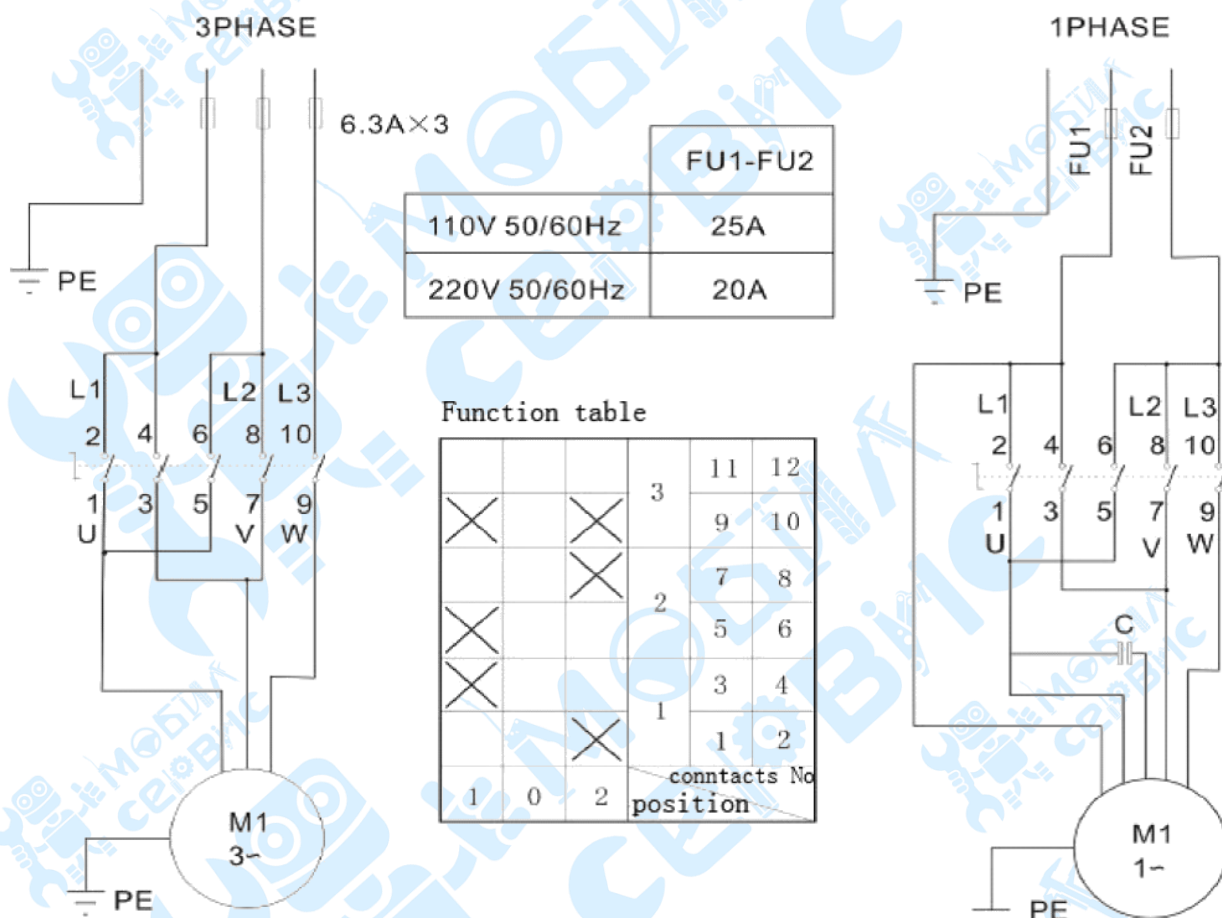 3PHASE
6.3A×3
PE
L1 L2 L3
2 4 6 8 10
1 3 5 7 9
U V W
M1
3~
PE
FU1-FU2
110V 50/60Hz 25A
220V 50/60Hz 20A
Function table
3 11 12
9 10
2 7 8
5 6
1 3 4
1 2
conntacts No
1 0 2 position
1PHASE
FU1 FU2
PE
L1 L2 L3
2 4 6 8 10
1 3 5 7 9
U V W
C
M1
1~
PE
МОБИЛ
СЕРВИС